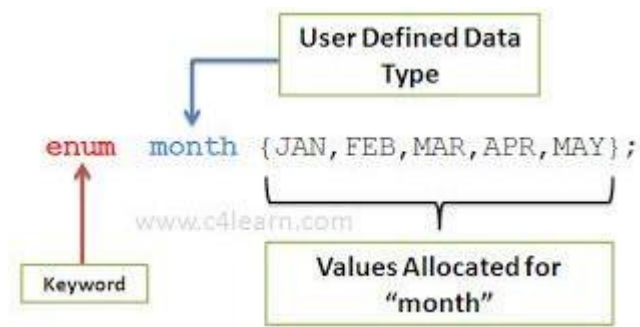 User Defined Data
Type
enum month {JAN,FEB,MAR,APR,MAY};
www.c4learn.com
Keyword
Values Allocated for
“month”